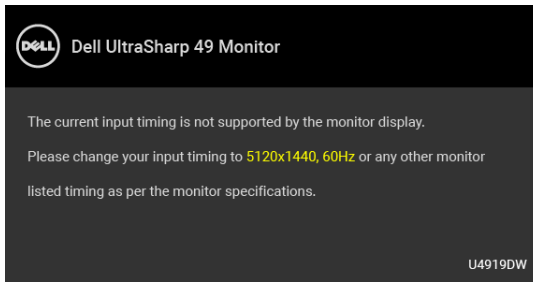 DELL
Dell UltraSharp 49 Monitor
The current input timing is not supported by the monitor display.
Please change your input timing to 5120x1440, 60Hz or any other monitor
listed timing as per the monitor specifications.
U4919DW